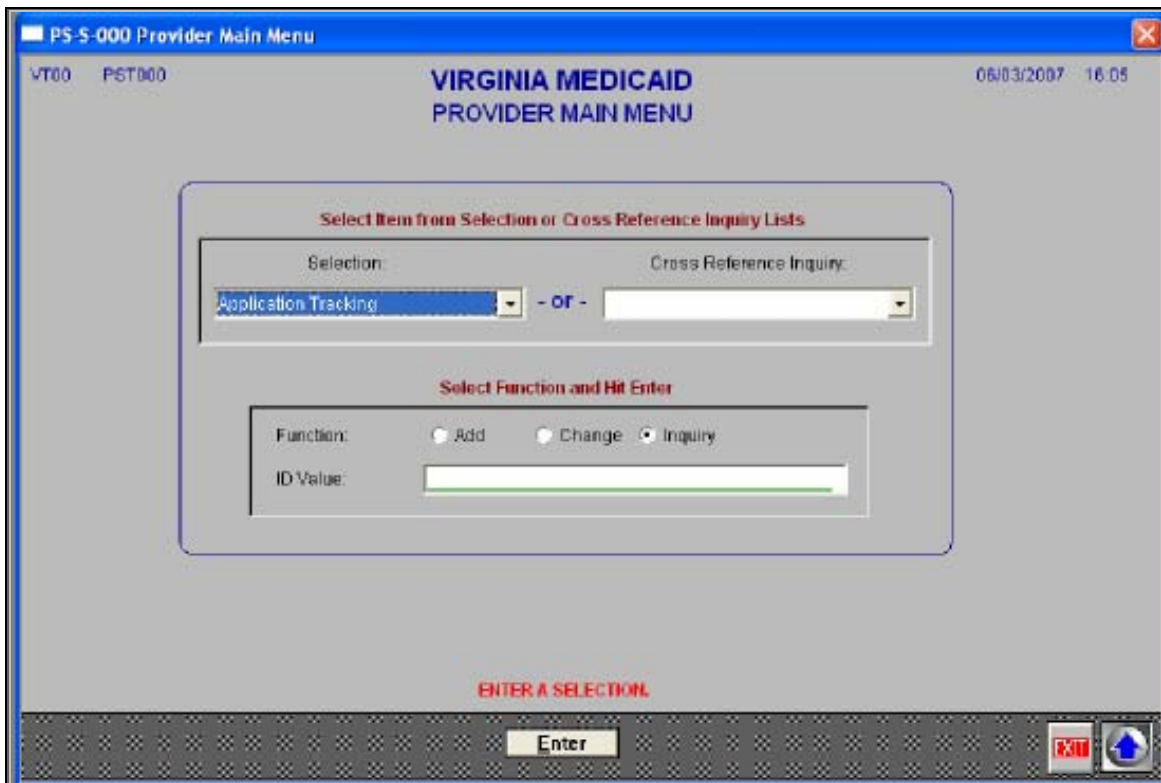 PS-S-000 Provider Main Menu
VT00 PST000 VIRGINIA MEDICAID 06/03/2007 16:05
PROVIDER MAIN MENU
Select Item from Selection or Cross Reference Inquiry Lists
Selection: Cross Reference Inquiry:
Application Tracking - or -
Select Function and Hit Enter
Function: Add Change Inquiry
ID Value:
ENTER A SELECTION.
Enter EXIT